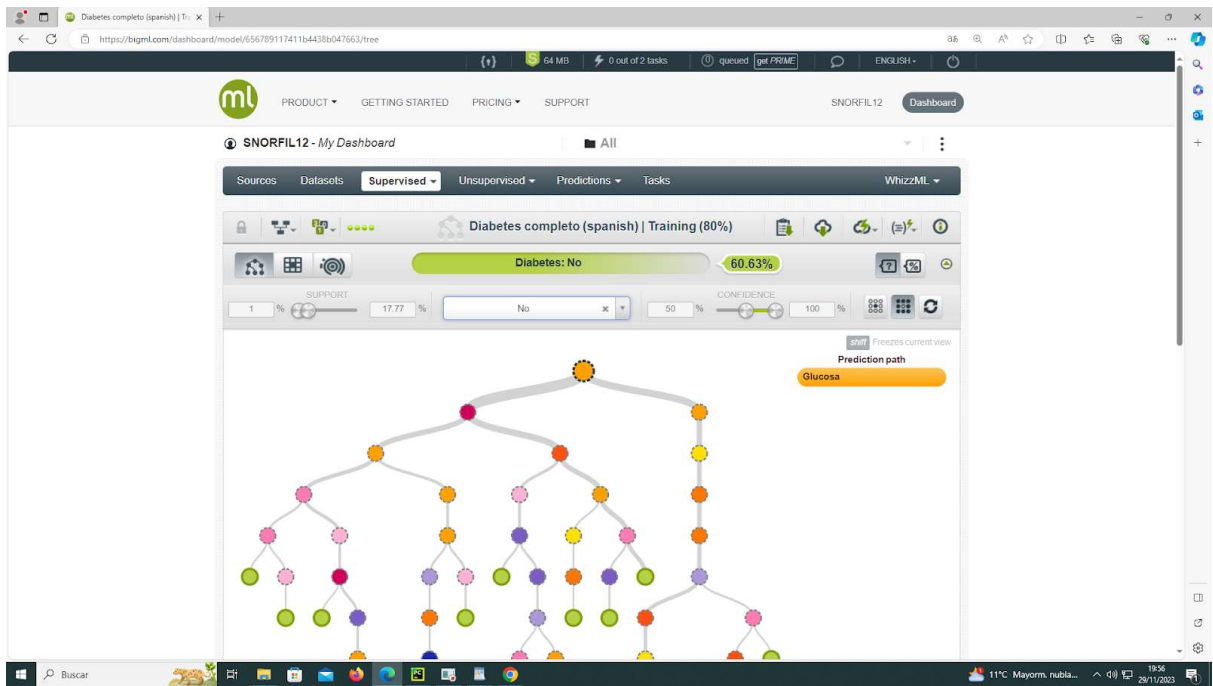 Diabetes completo (spanish) | Tr
https://bigml.com/dashboard/model/656789117411b4438b047663/tree
64 MB
0 out of 2 tasks
queued
get PRIME
ENGLISH
ml
PRODUCT
GETTING STARTED
PRICING
SUPPORT
SNORFIL12
Dashboard
SNORFIL12 - My Dashboard
All
Sources
Datasets
Supervised
Unsupervised
Predictions
Tasks
WhizzML
Diabetes completo (spanish) | Training (80%)
Diabetes: No
60.63%
SUPPORT
1 %
17.77 %
No
CONFIDENCE
50 %
100 %
shift Freezes current view
Prediction path
Glucosa
Buscar
11°C Mayorm. nubla...
19:56
29/11/2023